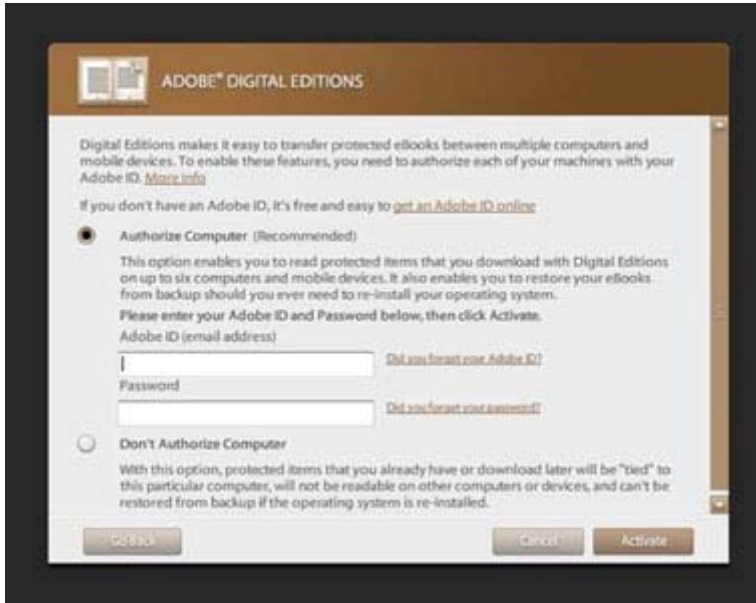 ADOBE® DIGITAL EDITIONS
Digital Editions makes it easy to transfer protected eBooks between multiple computers and
mobile devices. To enable these features, you need to authorize each of your machines with your
Adobe ID. More Info
If you don't have an Adobe ID, it's free and easy to get an Adobe ID online
Authorize Computer (Recommended)
This option enables you to read protected items that you download with Digital Editions
on up to six computers and mobile devices. It also enables you to restore your eBooks
from backup should you ever need to re-install your operating system.
Please enter your Adobe ID and Password below, then click Activate.
Adobe ID (email address)
Did you forget your Adobe ID?
Password
Did you forget your password?
Don't Authorize Computer
With this option, protected items that you already have or download later will be "tied" to
this particular computer, will not be readable on other computers or devices, and can't be
restored from backup if the operating system is re-installed.
Go Back Cancel Activate